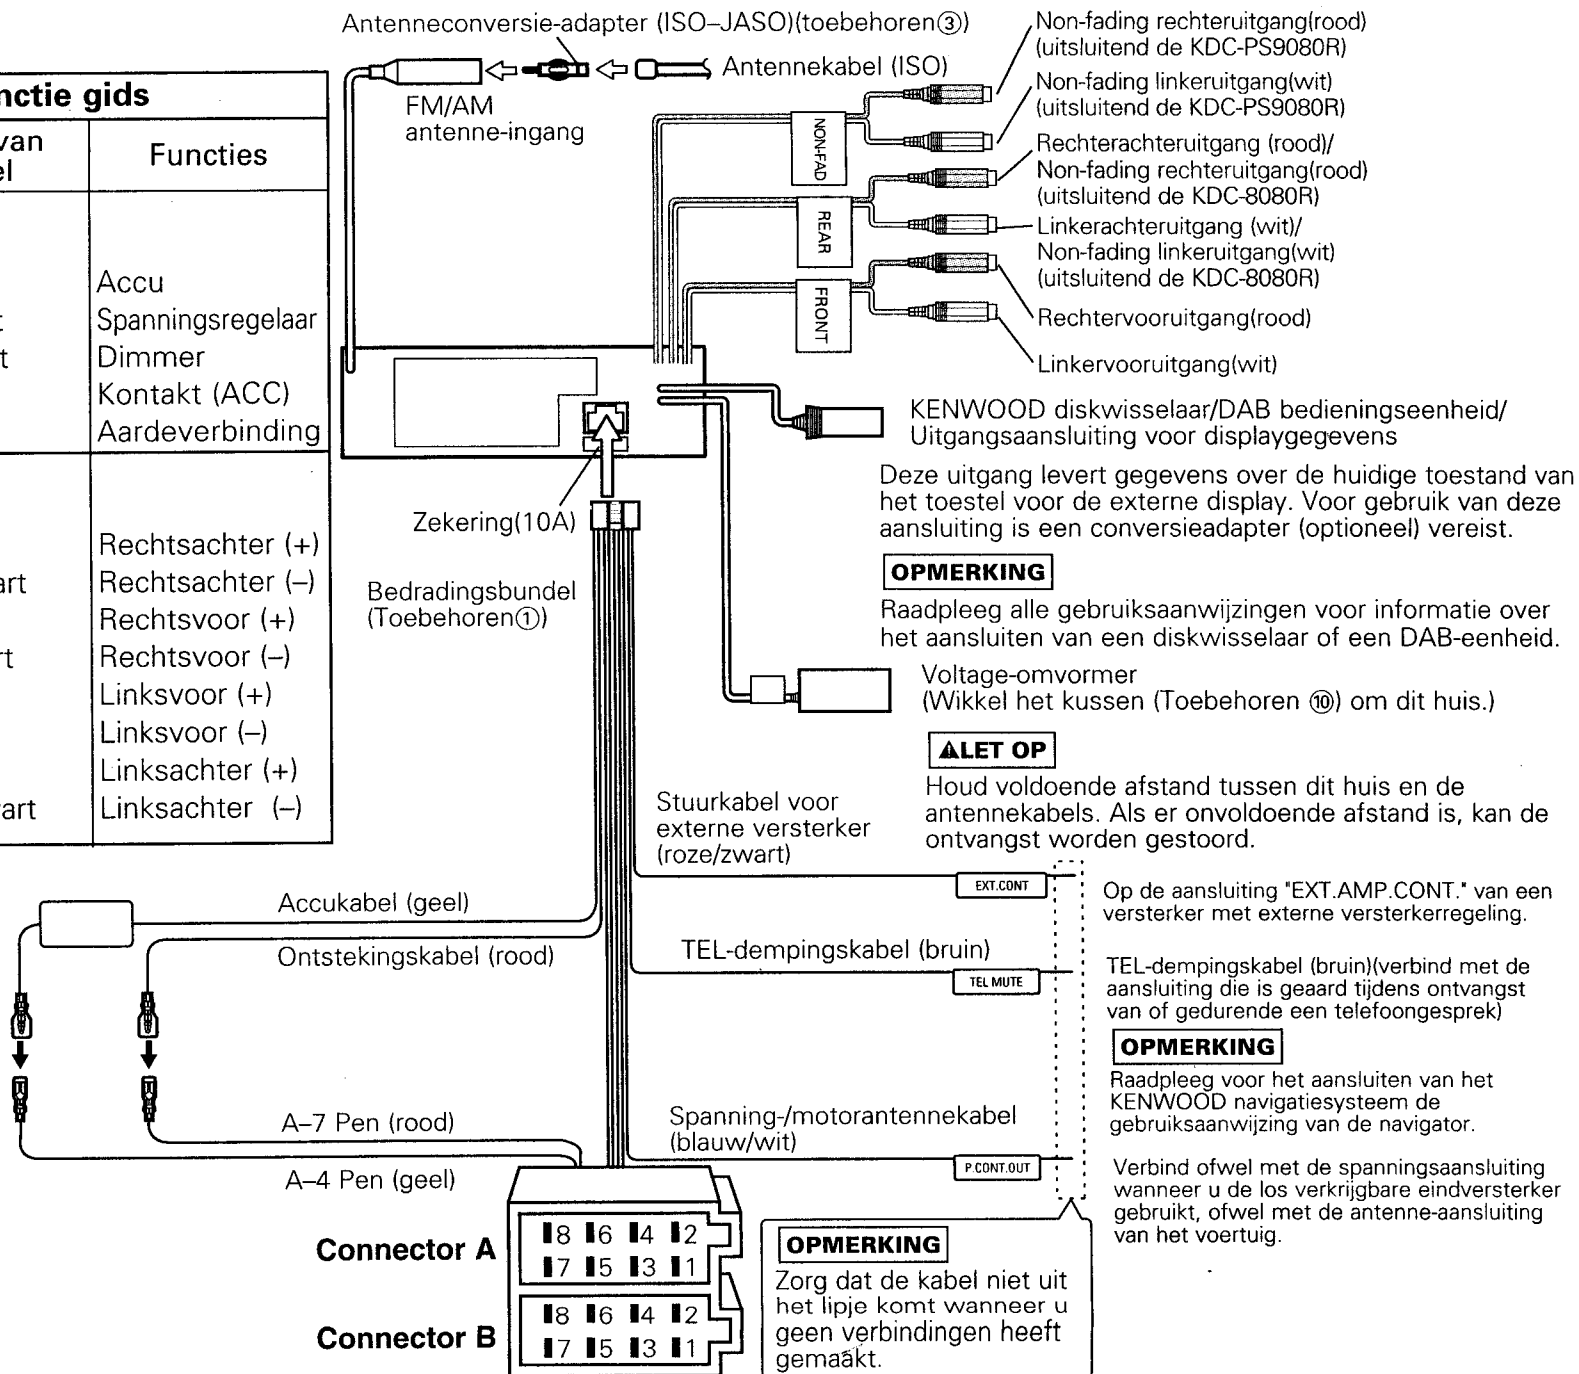 Antenneconversie-adapter (ISO–JASO)(toebehoren③)
Antennekabel (ISO)
FM/AM
antenne-ingang
Non-fading rechteruitgang(rood)
(uitsluitend de KDC-PS9080R)
Non-fading linkeruitgang(wit)
(uitsluitend de KDC-PS9080R)
Rechterachteruitgang (rood)/
Non-fading rechteruitgang(rood)
(uitsluitend de KDC-8080R)
Linkerachteruitgang (wit)/
Non-fading linkeruitgang(wit)
(uitsluitend de KDC-8080R)
Rechtervooruitgang(rood)
Linkervooruitgang(wit)
NON-FAD
REAR
FRONT
nctie gids
van
el
Functies
Accu
t Spanningsregelaar
t Dimmer
Kontakt (ACC)
Aardeverbinding
Rechtsachter (+)
art Rechtsachter (–)
Rechtsvoor (+)
rt Rechtsvoor (–)
Linksvoor (+)
Linksvoor (–)
Linksachter (+)
art Linksachter (–)
KENWOOD diskwisselaar/DAB bedieningseenheid/
Uitgangsaansluiting voor displaygegevens
Deze uitgang levert gegevens over de huidige toestand van
het toestel voor de externe display. Voor gebruik van deze
aansluiting is een conversieadapter (optioneel) vereist.
OPMERKING
Raadpleeg alle gebruiksaanwijzingen voor informatie over
het aansluiten van een diskwisselaar of een DAB-eenheid.
Zekering(10A)
Bedradingsbundel
(Toebehoren①)
Voltage-omvormer
(Wikkel het kussen (Toebehoren ⑩) om dit huis.)
LET OP
Houd voldoende afstand tussen dit huis en de
antennekabels. Als er onvoldoende afstand is, kan de
ontvangst worden gestoord.
Stuurkabel voor
externe versterker
(roze/zwart)
EXT.CONT
Op de aansluiting "EXT.AMP.CONT." van een
versterker met externe versterkerregeling.
Accukabel (geel)
Ontstekingskabel (rood)
TEL-dempingskabel (bruin)
TEL MUTE
TEL-dempingskabel (bruin)(verbind met de
aansluiting die is geaard tijdens ontvangst
van of gedurende een telefoongesprek)
OPMERKING
Raadpleeg voor het aansluiten van het
KENWOOD navigatiesysteem de
gebruiksaanwijzing van de navigator.
A–7 Pen (rood)
A–4 Pen (geel)
Spanning-/motorantennekabel
(blauw/wit)
P.CONT.OUT
Verbind ofwel met de spanningsaansluiting
wanneer u de los verkrijgbare eindversterker
gebruikt, ofwel met de antenne-aansluiting
van het voertuig.
Connector A
8 6 4 2
7 5 3 1
Connector B
8 6 4 2
7 5 3 1
OPMERKING
Zorg dat de kabel niet uit
het lipje komt wanneer u
geen verbindingen heeft
gemaakt.